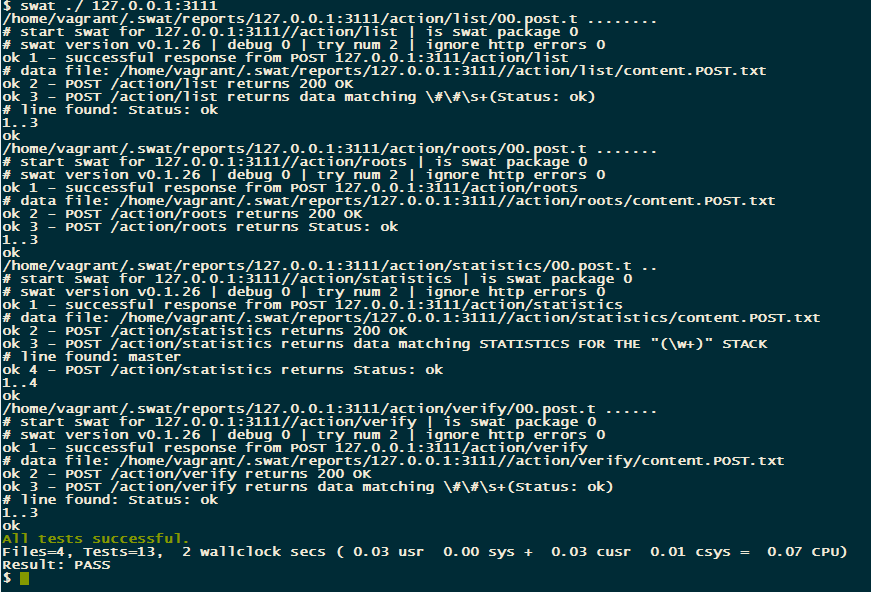 $ swat ./ 127.0.0.1:3111
/home/vagrant/.swat/reports/127.0.0.1:3111/action/list/00.post.t ........
# start swat for 127.0.0.1:3111//action/list | is swat package 0
# swat version v0.1.26 | debug 0 | try num 2 | ignore http errors 0
ok 1 - successful response from POST 127.0.0.1:3111/action/list
# data file: /home/vagrant/.swat/reports/127.0.0.1:3111//action/list/content.POST.txt
ok 2 - POST /action/list returns 200 OK
ok 3 - POST /action/list returns data matching \#\#\s+(Status: ok)
# line found: Status: ok
1..3
ok
/home/vagrant/.swat/reports/127.0.0.1:3111/action/roots/00.post.t .......
# start swat for 127.0.0.1:3111//action/roots | is swat package 0
# swat version v0.1.26 | debug 0 | try num 2 | ignore http errors 0
ok 1 - successful response from POST 127.0.0.1:3111/action/roots
# data file: /home/vagrant/.swat/reports/127.0.0.1:3111//action/roots/content.POST.txt
ok 2 - POST /action/roots returns 200 OK
ok 3 - POST /action/roots returns Status: ok
1..3
ok
/home/vagrant/.swat/reports/127.0.0.1:3111/action/statistics/00.post.t ..
# start swat for 127.0.0.1:3111//action/statistics | is swat package 0
# swat version v0.1.26 | debug 0 | try num 2 | ignore http errors 0
ok 1 - successful response from POST 127.0.0.1:3111/action/statistics
# data file: /home/vagrant/.swat/reports/127.0.0.1:3111//action/statistics/content.POST.txt
ok 2 - POST /action/statistics returns 200 OK
ok 3 - POST /action/statistics returns data matching STATISTICS FOR THE "(\w+)" STACK
# line found: master
ok 4 - POST /action/statistics returns Status: ok
1..4
ok
/home/vagrant/.swat/reports/127.0.0.1:3111/action/verify/00.post.t ......
# start swat for 127.0.0.1:3111//action/verify | is swat package 0
# swat version v0.1.26 | debug 0 | try num 2 | ignore http errors 0
ok 1 - successful response from POST 127.0.0.1:3111/action/verify
# data file: /home/vagrant/.swat/reports/127.0.0.1:3111//action/verify/content.POST.txt
ok 2 - POST /action/verify returns 200 OK
ok 3 - POST /action/verify returns data matching \#\#\s+(Status: ok)
# line found: Status: ok
1..3
ok
All tests successful.
Files=4, Tests=13,  2 wallclock secs ( 0.03 usr  0.00 sys +  0.03 cusr  0.01 csys =  0.07 CPU)
Result: PASS
$